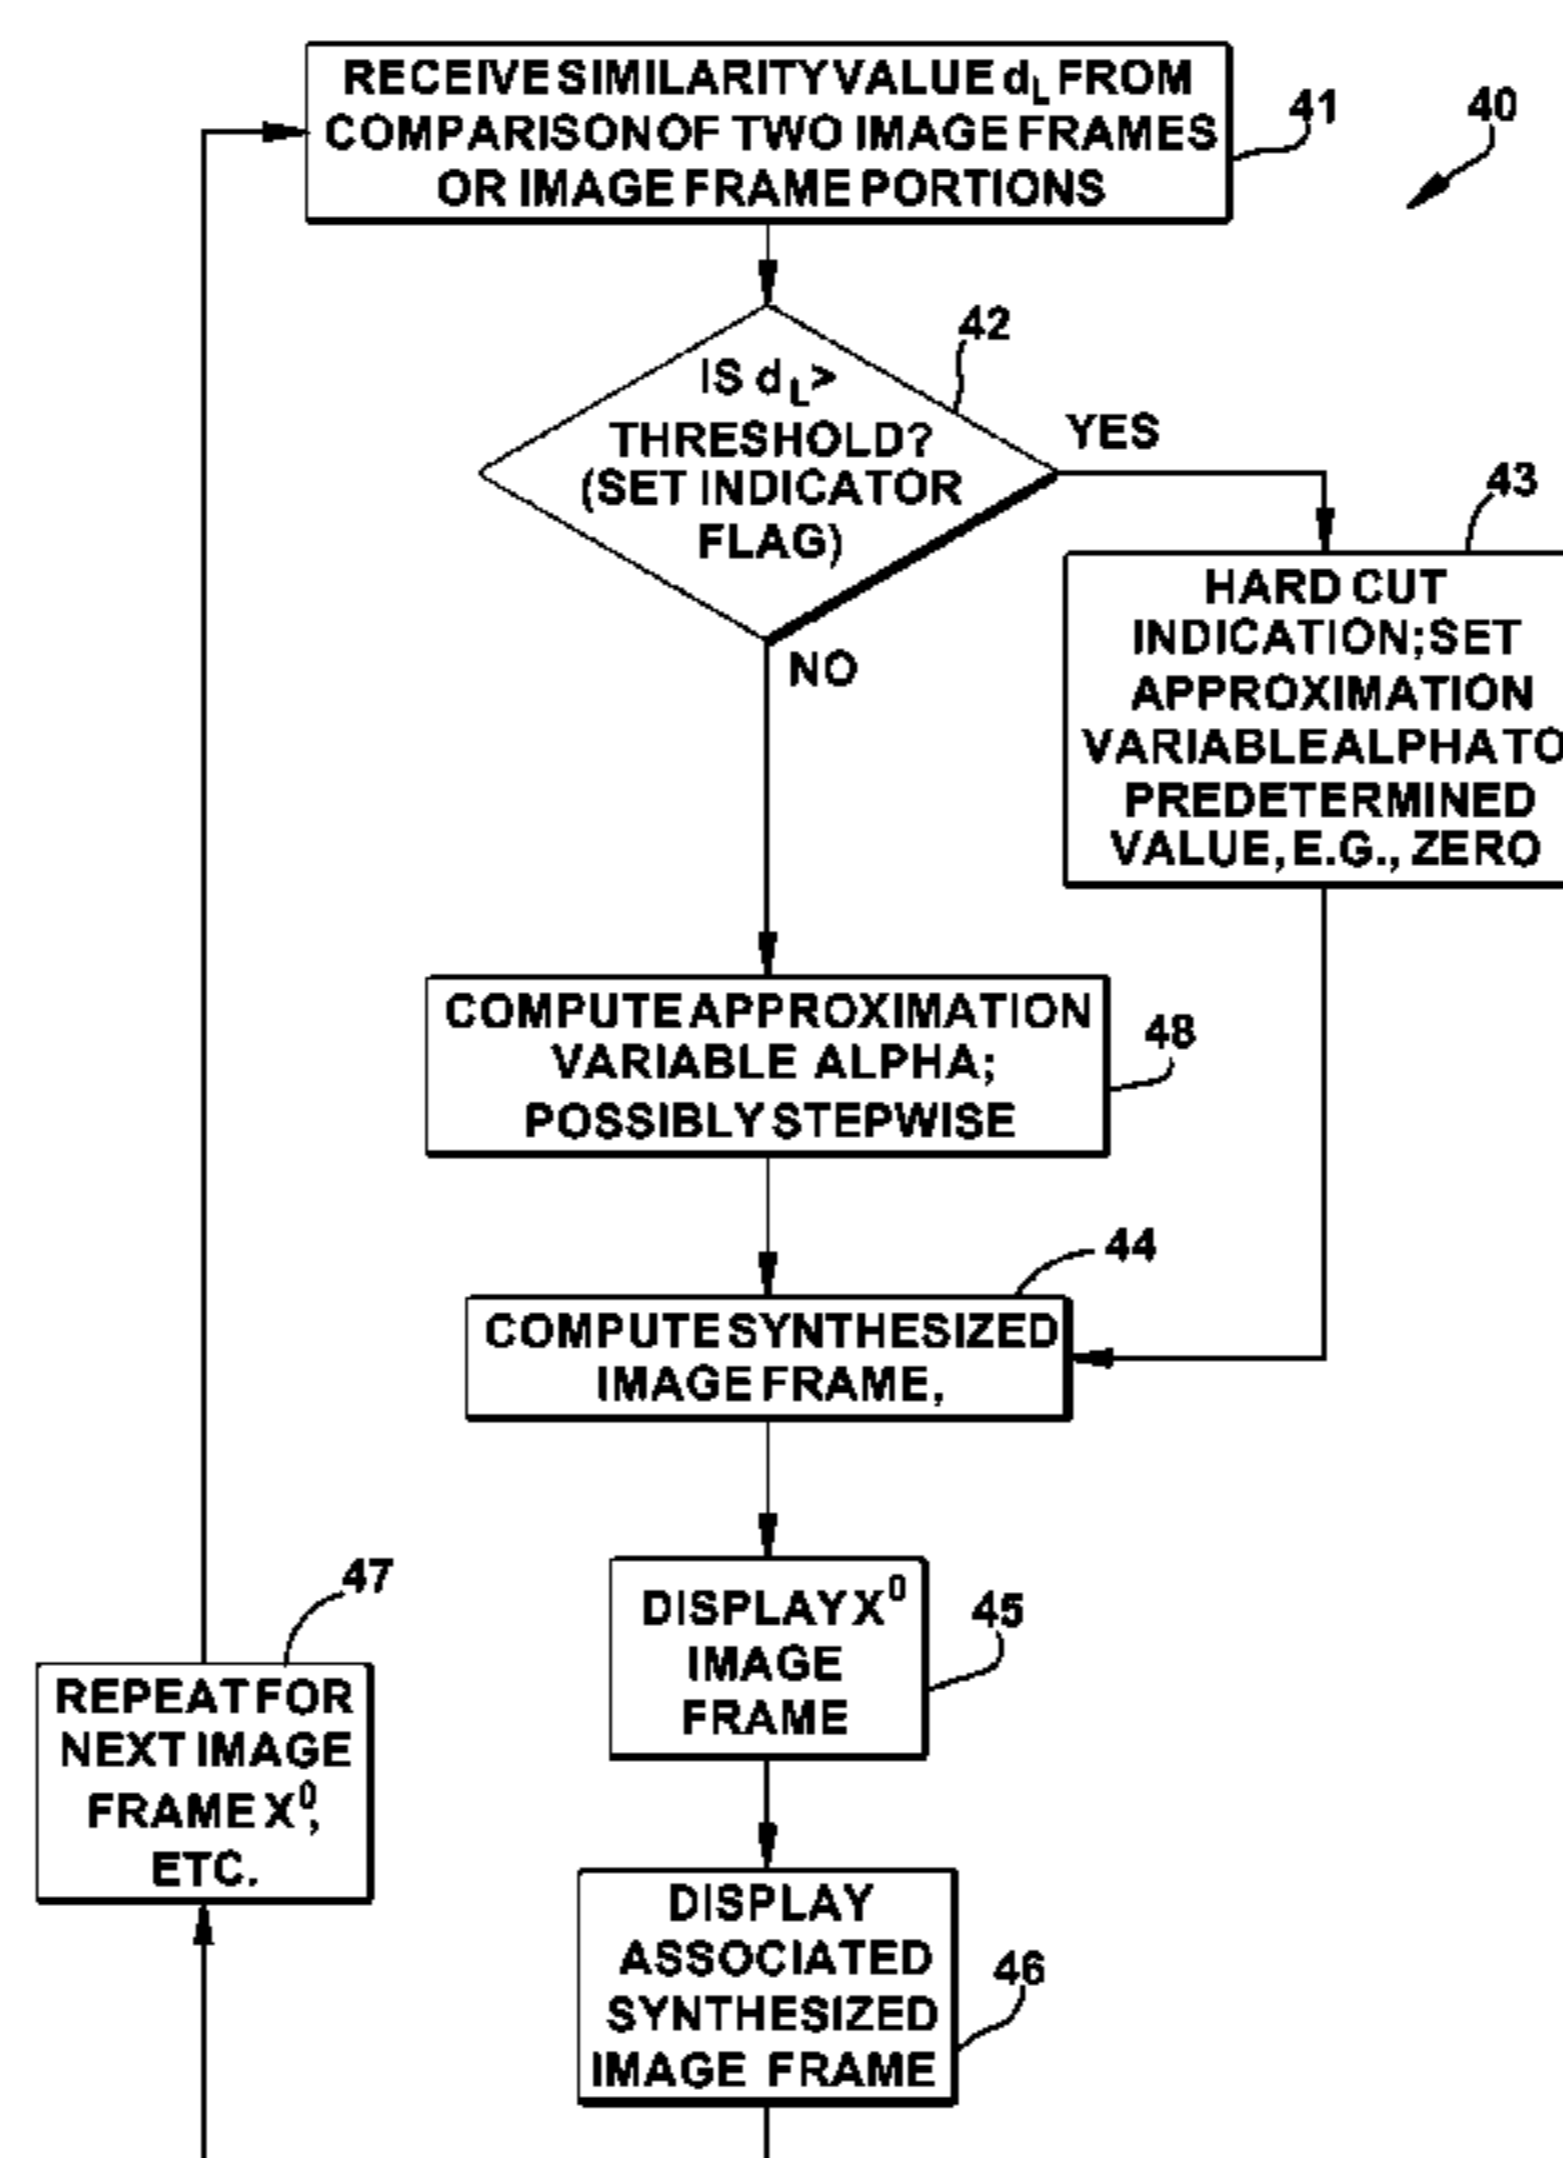 RECEIVE SIMILARITY VALUE dL FROM
COMPARISON OF TWO IMAGE FRAMES
OR IMAGE FRAME PORTIONS
41
40
IS dL >
THRESHOLD?
(SET INDICATOR
FLAG)
42
YES
NO
43
HARD CUT
INDICATION; SET
APPROXIMATION
VARIABLE ALPHA TO
PREDETERMINED
VALUE, E.G., ZERO
COMPUTE APPROXIMATION
VARIABLE ALPHA;
POSSIBLY STEPWISE
48
44
COMPUTE SYNTHESIZED
IMAGE FRAME,
DISPLAY X⁰
IMAGE
FRAME
45
47
REPEAT FOR
NEXT IMAGE
FRAME X⁰,
ETC.
DISPLAY
ASSOCIATED
SYNTHESIZED
IMAGE FRAME
46